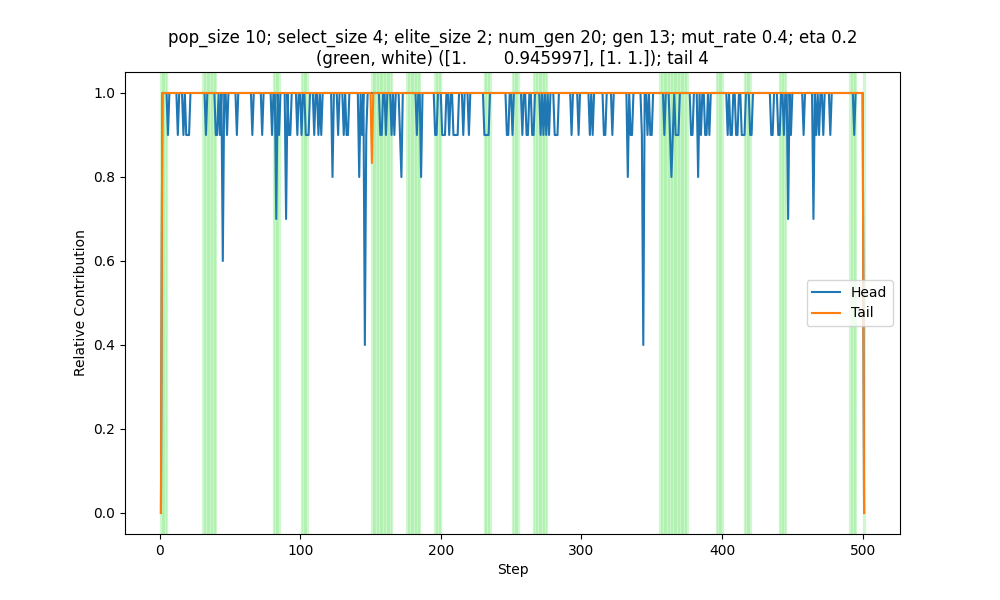 pop_size 10; select_size 4; elite_size 2; num_gen 20; gen 13; mut_rate 0.4; eta 0.2
(green, white) ([1. 0.945997], [1. 1.]); tail 4
1.0
0.8
0.6
0.4
0.2
0.0
Relative Contribution
Head
Tail
0 100 200 300 400 500
Step